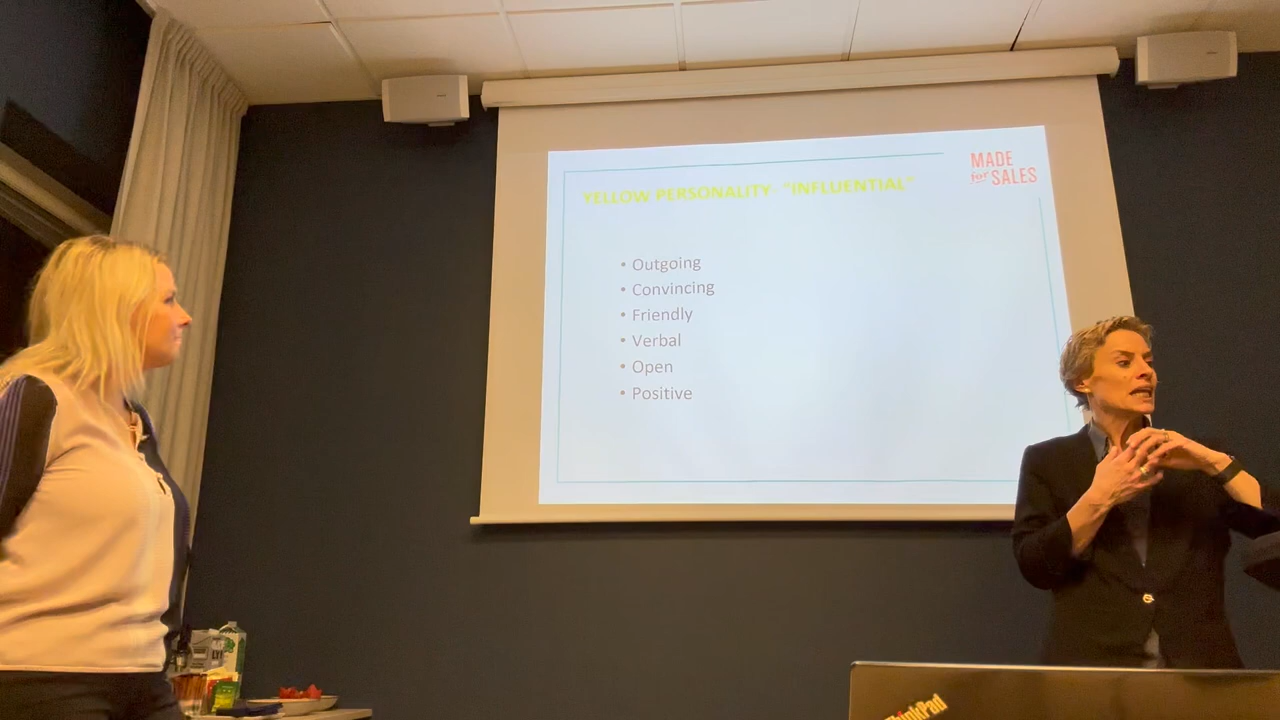 MADE
for SALES
YELLOW PERSONALITY "INFLUENTIAL"
• Outgoing
• Convincing
• Friendly
• Verbal
• Open
• Positive
ThinkPad